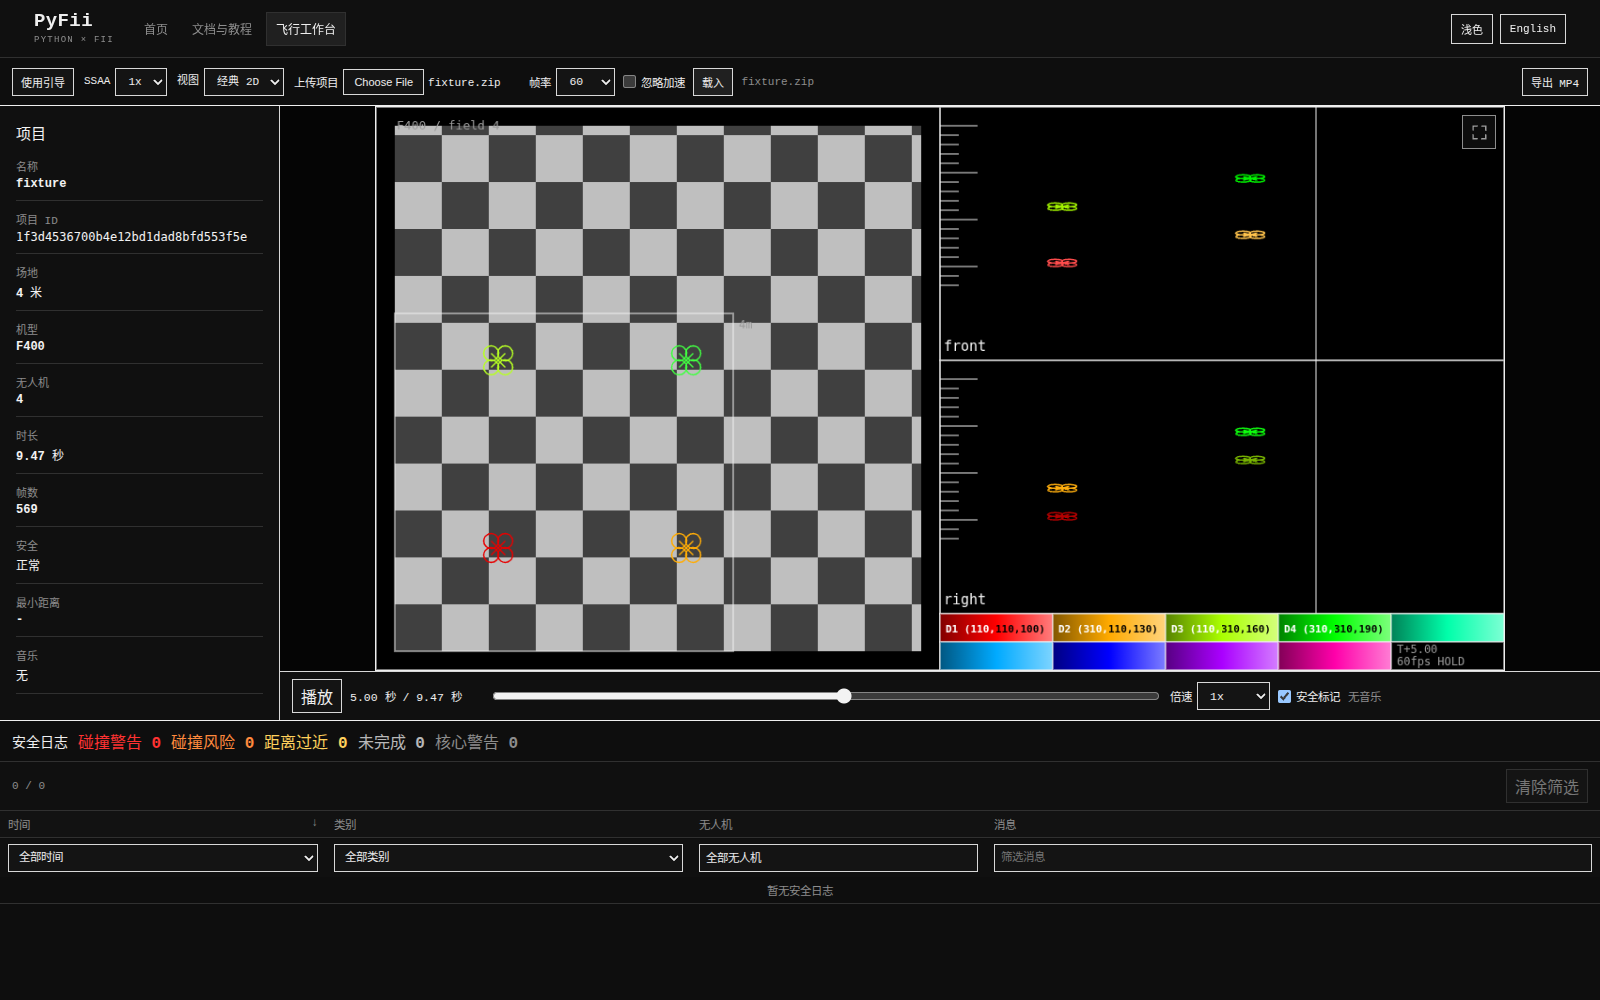 PyFii
PYTHON × FII
首页 文档与教程 飞行工作台
浅色 English
使用引导 SSAA 1x 视图 经典 2D 上传项目 Choose File fixture.zip 帧率 60 忽略加速 载入 fixture.zip 导出 MP4
项目
名称
fixture
项目 ID
1f3d4536700b4e12bd1dad8bfd553f5e
场地
4 米
机型
F400
无人机
4
时长
9.47 秒
帧数
569
安全
正常
最小距离
-
音乐
无
F400 / field 4
4m
front
right
D1 (110,110,100) D2 (310,110,130) D3 (110,310,160) D4 (310,310,190)
T+5.00
60fps HOLD
播放 5.00 秒 / 9.47 秒 倍速 1x 安全标记 无音乐
安全日志 碰撞警告 0 碰撞风险 0 距离过近 0 未完成 0 核心警告 0
0 / 0 清除筛选
时间 ↓ 类别 无人机 消息
全部时间 全部类别 全部无人机 筛选消息
暂无安全日志